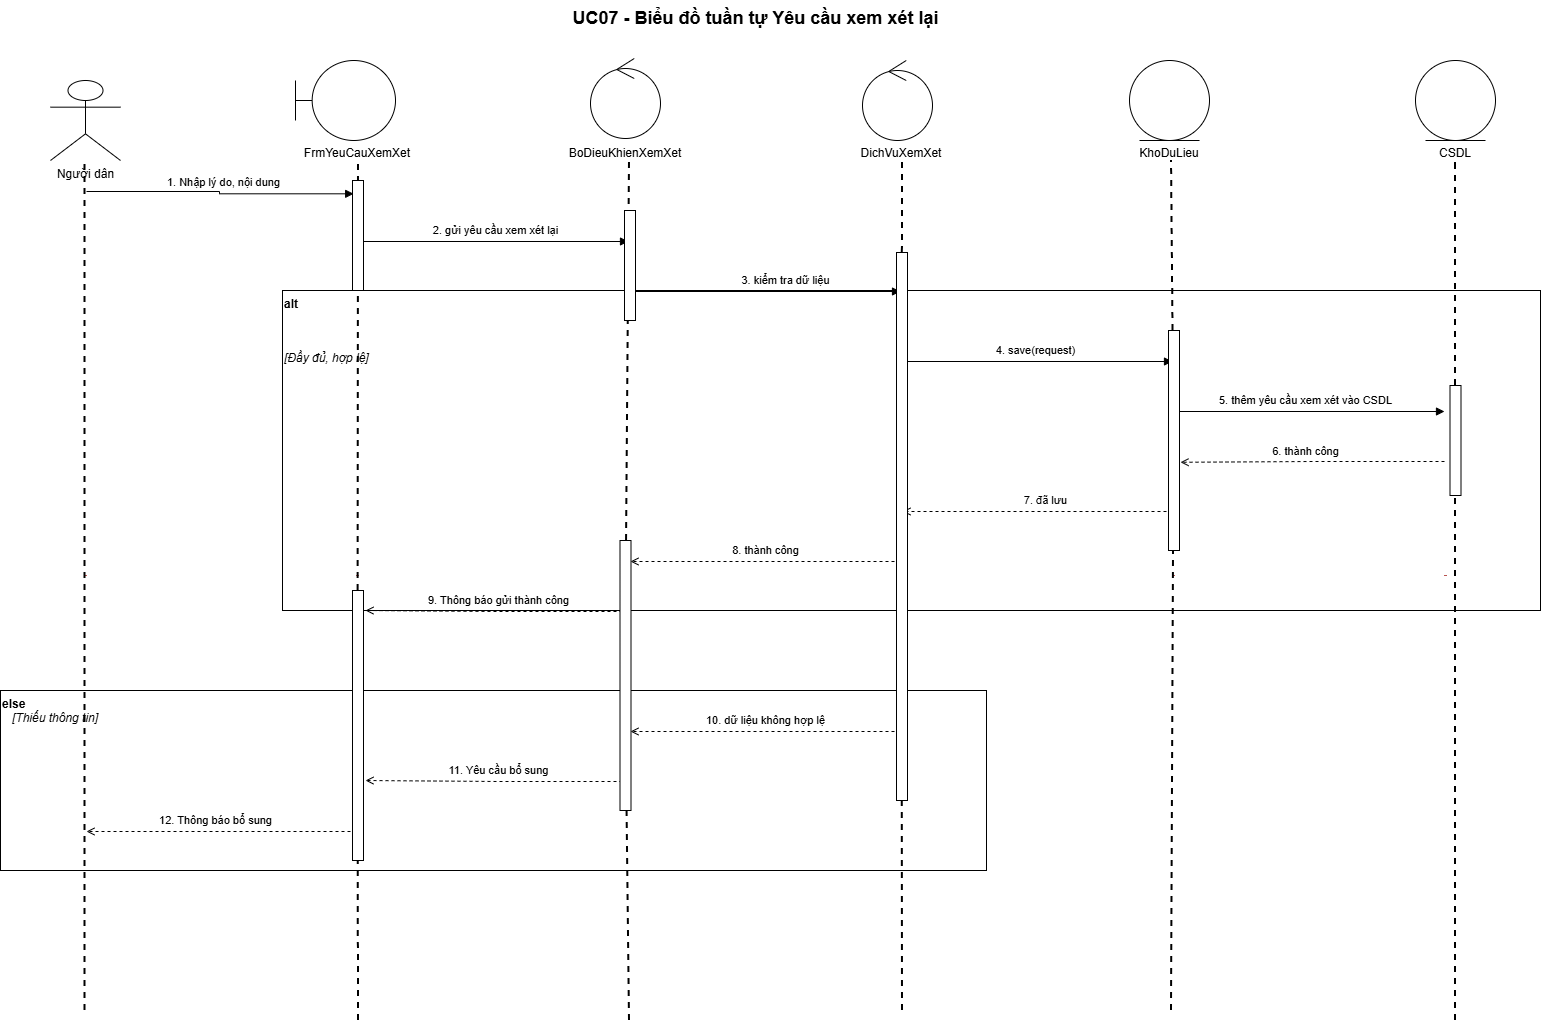 UC07 - Biểu đồ tuần tự Yêu cầu xem xét lại
FrmYeuCauXemXet
BoDieuKhienXemXet
DichVuXemXet
KhoDuLieu
CSDL
Người dân
1. Nhập lý do, nội dung
2. gửi yêu cầu xem xét lại
3. kiểm tra dữ liệu
alt
[Đầy đủ, hợp lệ]
4. save(request)
5. thêm yêu cầu xem xét vào CSDL
6. thành công
7. đã lưu
8. thành công
9. Thông báo gửi thành công
else
[Thiếu thông tin]
10. dữ liệu không hợp lệ
11. Yêu cầu bổ sung
12. Thông báo bổ sung